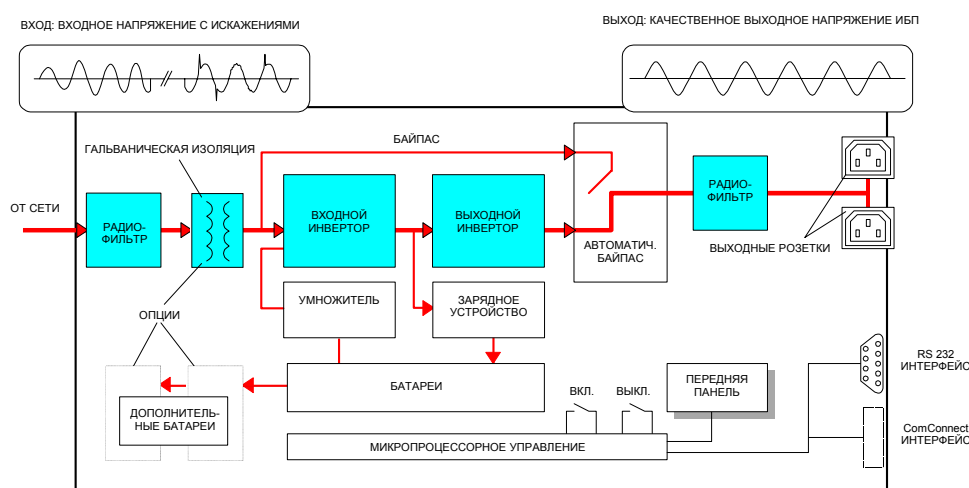 ВХОД: ВХОДНОЕ НАПРЯЖЕНИЕ С ИСКАЖЕНИЯМИ
ВЫХОД: КАЧЕСТВЕННОЕ ВЫХОДНОЕ НАПРЯЖЕНИЕ ИБП
ГАЛЬВАНИЧЕСКАЯ ИЗОЛЯЦИЯ
БАЙПАС
ОТ СЕТИ
РАДИО-
ФИЛЬТР
ВХОДНОЙ
ИНВЕРТОР
ВЫХОДНОЙ
ИНВЕРТОР
АВТОМАТИЧ.
БАЙПАС
РАДИО-
ФИЛЬТР
ВЫХОДНЫЕ РОЗЕТКИ
ОПЦИИ
УМНОЖИТЕЛЬ
ЗАРЯДНОЕ
УСТРОЙСТВО
БАТАРЕИ
ДОПОЛНИТЕЛЬ-
НЫЕ БАТАРЕИ
ВКЛ.
ВЫКЛ.
ПЕРЕДНЯЯ
ПАНЕЛЬ
МИКРОПРОЦЕССОРНОЕ УПРАВЛЕНИЕ
RS 232
ИНТЕРФЕЙС
ComConnect
ИНТЕРФЕЙС